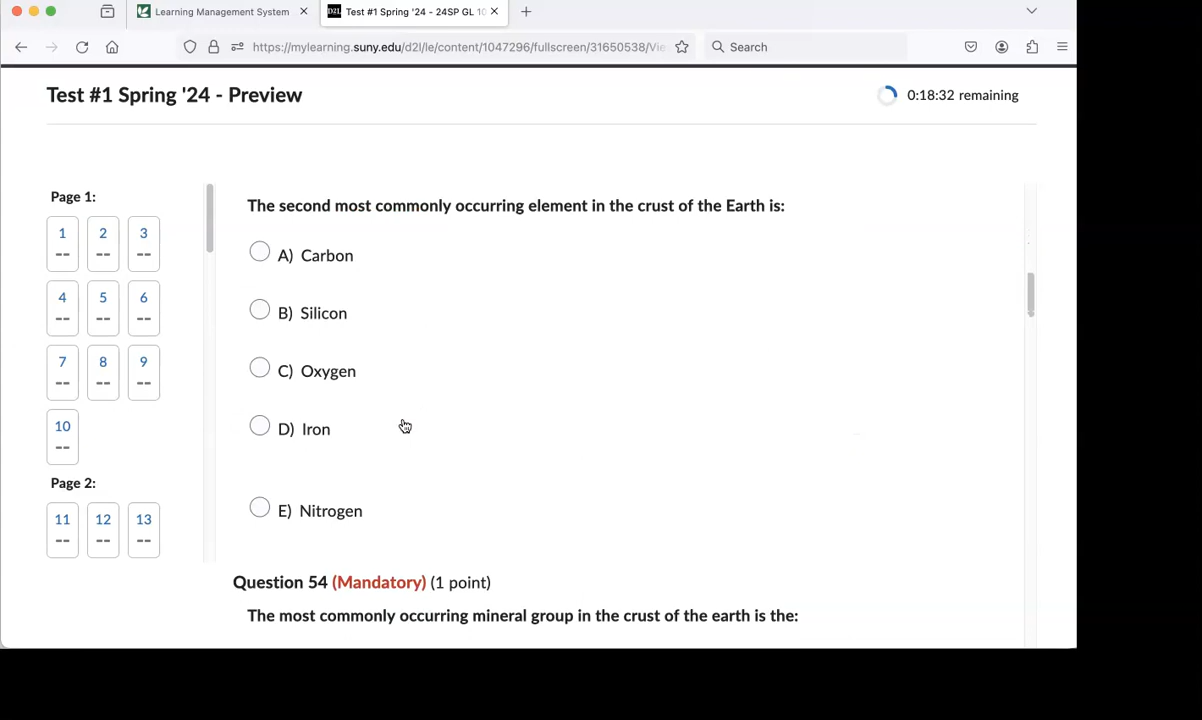 Learning Management System
Test #1 Spring '24 - 24SP GL 10
https://mylearning.suny.edu/d2l/le/content/1047296/fullscreen/31650538/Vie
Search
Test #1 Spring '24 - Preview
0:18:32 remaining
Page 1:
1 2 3
-- -- --
4 5 6
-- -- --
7 8 9
-- -- --
10
--
Page 2:
11 12 13
-- -- --
The second most commonly occurring element in the crust of the Earth is:
A) Carbon
B) Silicon
C) Oxygen
D) Iron
E) Nitrogen
Question 54 (Mandatory) (1 point)
The most commonly occurring mineral group in the crust of the earth is the: